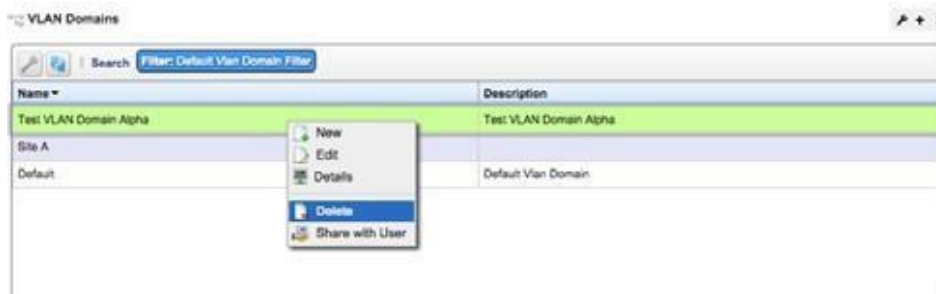 VLAN Domains
Search Filter: Default Vlan Domain Filter
Name Description
Test VLAN Domain Alpha Test VLAN Domain Alpha
Site A
Default Default Vlan Domain
New
Edit
Details
Delete
Share with User